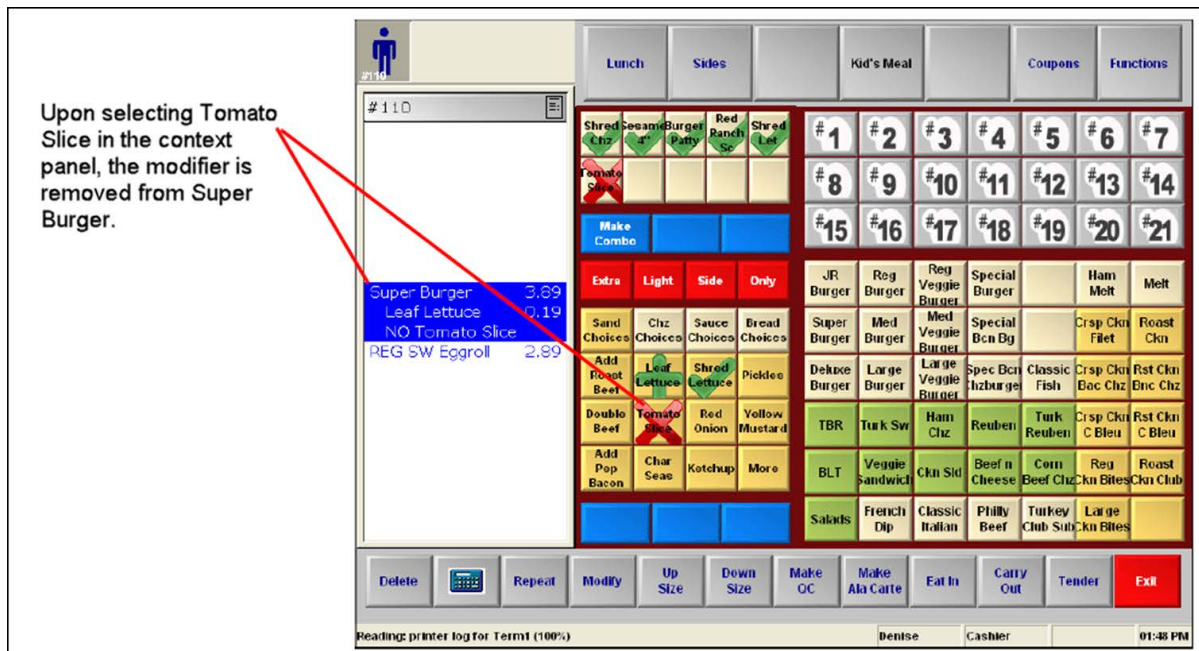 Upon selecting Tomato
Slice in the context
panel, the modifier is
removed from Super
Burger.
#110
#110
Super Burger 3.89
Leaf Lettuce 0.19
NO Tomato Slice
REG SW Eggroll 2.89
Lunch Sides Kid's Meal Coupons Functions
Shred Chz
Sesame 4"
Burger Patty
Red Ranch Sc
Shred Let
Tomato Slice
Make Combo
Extra Light Side Only
Sand Choices
Chz Choices
Sauce Choices
Bread Choices
Add Roast Beef
Leaf Lettuce
Shred Lettuce
Pickles
Double Beef
Tomato Slice
Red Onion
Yellow Mustard
Add Pep Bacon
Char Seas
Ketchup
More
#1 #2 #3 #4 #5 #6 #7
#8 #9 #10 #11 #12 #13 #14
#15 #16 #17 #18 #19 #20 #21
JR Burger
Reg Burger
Reg Veggie Burger
Special Burger
Ham Melt
Melt
Super Burger
Med Burger
Med Veggie Burger
Special Bcn Bg
Crsp Ckn Filet
Roast Ckn
Deluxe Burger
Large Burger
Large Veggie Burger
Spec Bcn Chzburge
Classic Fish
Crsp Ckn Bac Chz
Rst Ckn Bnc Chz
TBR
Turk Sw
Ham Chz
Reuben
Turk Reuben
Crsp Ckn C Bleu
Rst Ckn C Bleu
BLT
Veggie Sandwich
Ckn Sld
Beef n Cheese
Corn Beef Chz
Reg Ckn Bites
Roast Ckn Club
Salads
French Dip
Classic Italian
Philly Beef
Turkey Club Sub
Large Ckn Bites
Delete
Repeat
Modify
Up Size
Down Size
Make OC
Make Ala Carte
Eat In
Carry Out
Tender
Exit
Reading: printer log for Term1 (100%) Denise Cashier 01:48 PM